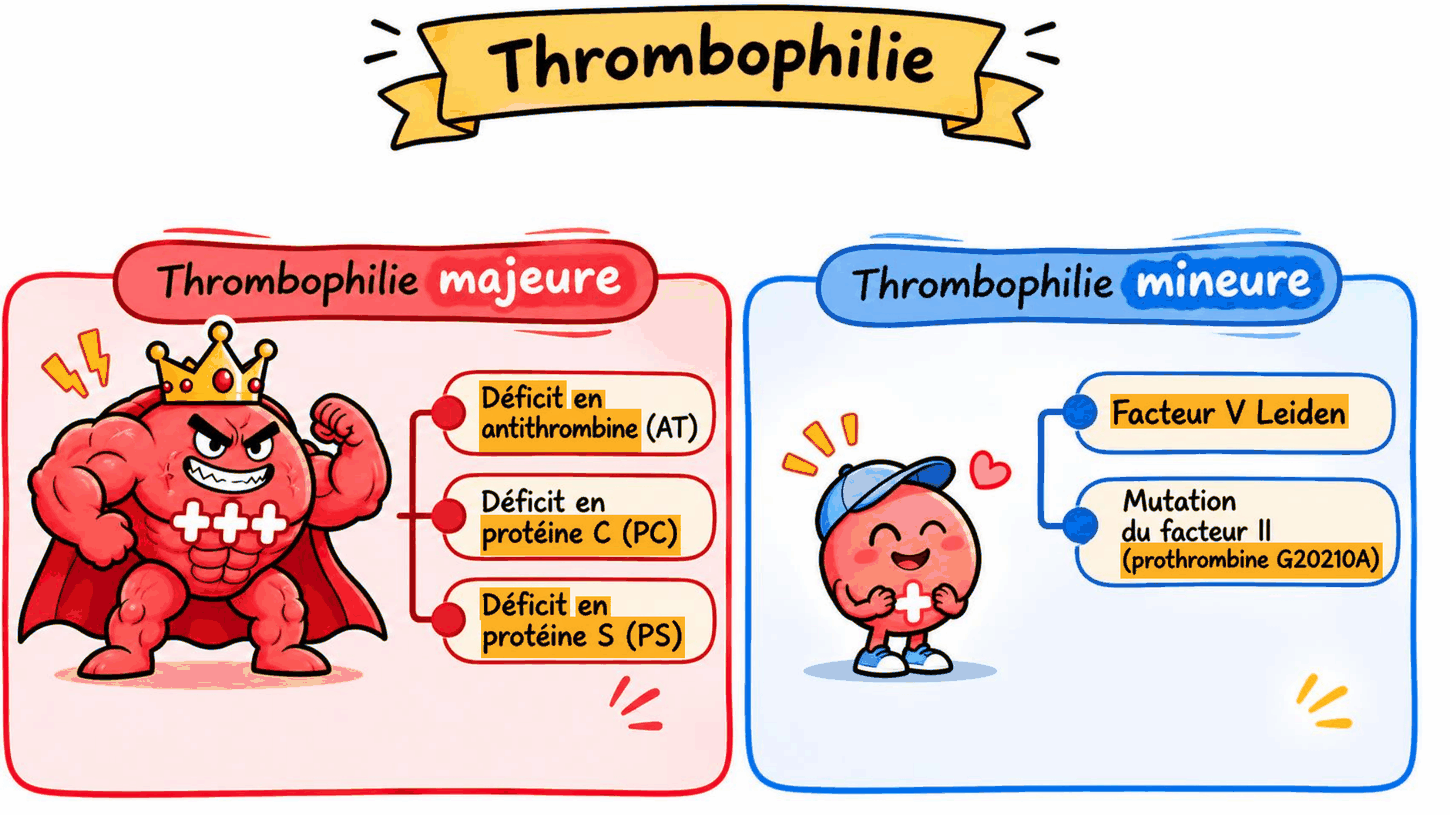 Thrombophilie
Thrombophilie majeure
Déficit en
antithrombine (AT)
Déficit en
protéine C (PC)
Déficit en
protéine S (PS)
Thrombophilie mineure
Facteur V Leiden
Mutation
du facteur II
(prothrombine G20210A)